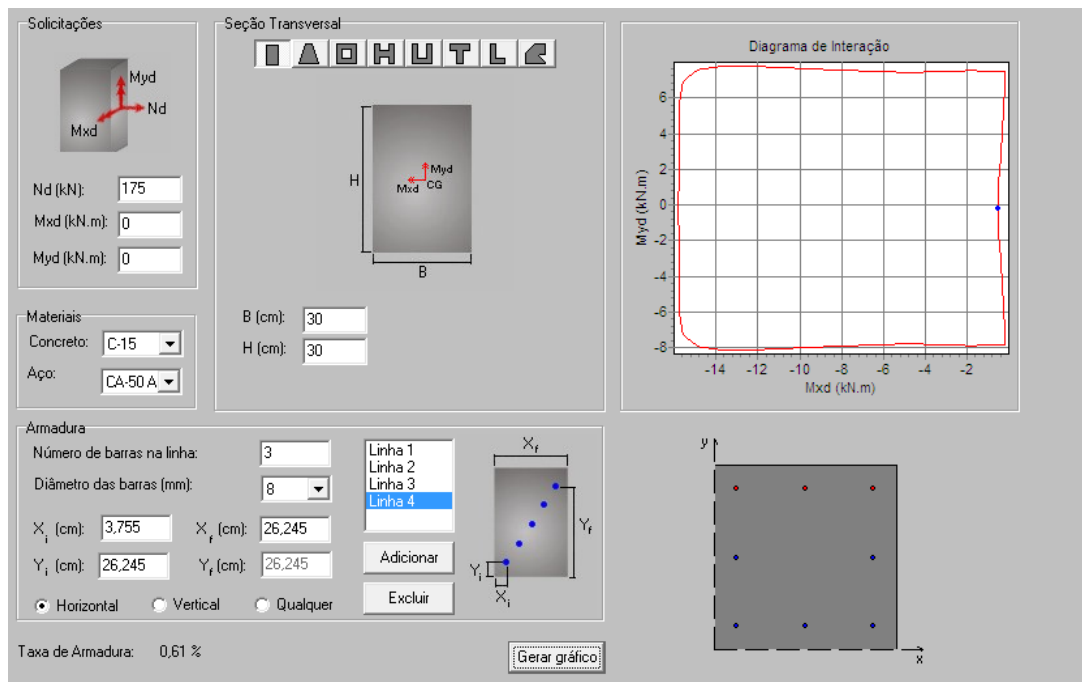 Solicitações
Myd
Nd
Mxd
Nd (kN): 175
Mxd (kN.m): 0
Myd (kN.m): 0
Materiais
Concreto: C-15
Aço: CA-50 A
Seção Transversal
H
Myd
Mxd CG
B
B (cm): 30
H (cm): 30
Diagrama de Interação
Myd (kN.m)
6
4
2
0
-2
-4
-6
-8
-14 -12 -10 -8 -6 -4 -2
Mxd (kN.m)
Armadura
Número de barras na linha: 3
Diâmetro das barras (mm): 8
Xi (cm): 3,755 Xf (cm): 26,245
Yi (cm): 26,245 Yf (cm): 26,245
Horizontal Vertical Qualquer
Linha 1
Linha 2
Linha 3
Linha 4
Adicionar
Excluir
Xf
Yf
Yi
Xi
Taxa de Armadura: 0,61 %
Gerar gráfico
y
x